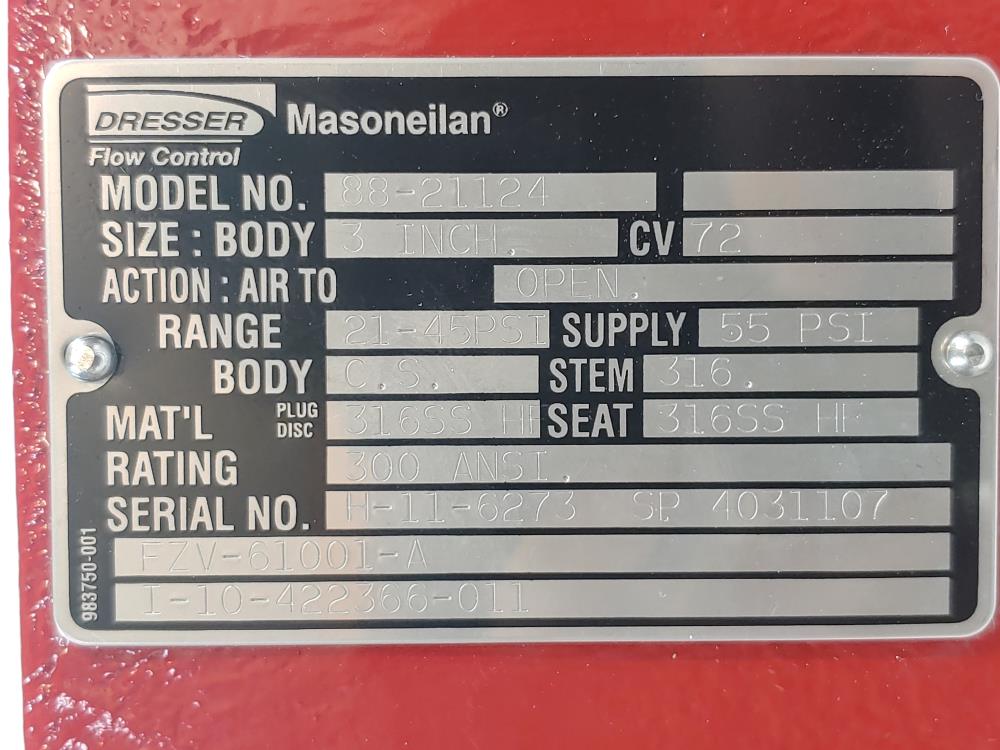 DRESSER Masoneilan®
Flow Control
MODEL NO. 88-21124
SIZE : BODY 3 INCH. CV 72
ACTION : AIR TO OPEN.
RANGE 21-45PSI SUPPLY 55 PSI
BODY C.S. STEM 316.
MAT'L PLUG DISC 316SS HF SEAT 316SS HF
RATING 300 ANSI.
SERIAL NO. H-11-6273 SP 4031107
FZV-61001-A
I-10-422366-011
983750-001